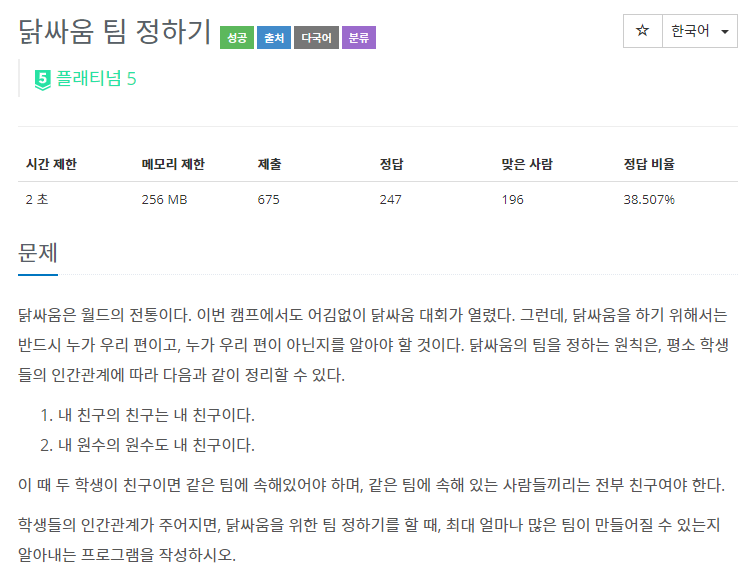 닭싸움 팀 정하기 성공 출처 다국어 분류
☆ 한국어
5 플래티넘 5
시간 제한 메모리 제한 제출 정답 맞은 사람 정답 비율
2 초 256 MB 675 247 196 38.507%
문제
닭싸움은 월드의 전통이다. 이번 캠프에서도 어김없이 닭싸움 대회가 열렸다. 그런데, 닭싸움을 하기 위해서는
반드시 누가 우리 편이고, 누가 우리 편이 아닌지를 알아야 할 것이다. 닭싸움의 팀을 정하는 원칙은, 평소 학생
들의 인간관계에 따라 다음과 같이 정리할 수 있다.
1. 내 친구의 친구는 내 친구이다.
2. 내 원수의 원수도 내 친구이다.
이 때 두 학생이 친구이면 같은 팀에 속해있어야 하며, 같은 팀에 속해 있는 사람들끼리는 전부 친구여야 한다.
학생들의 인간관계가 주어지면, 닭싸움을 위한 팀 정하기를 할 때, 최대 얼마나 많은 팀이 만들어질 수 있는지
알아내는 프로그램을 작성하시오.